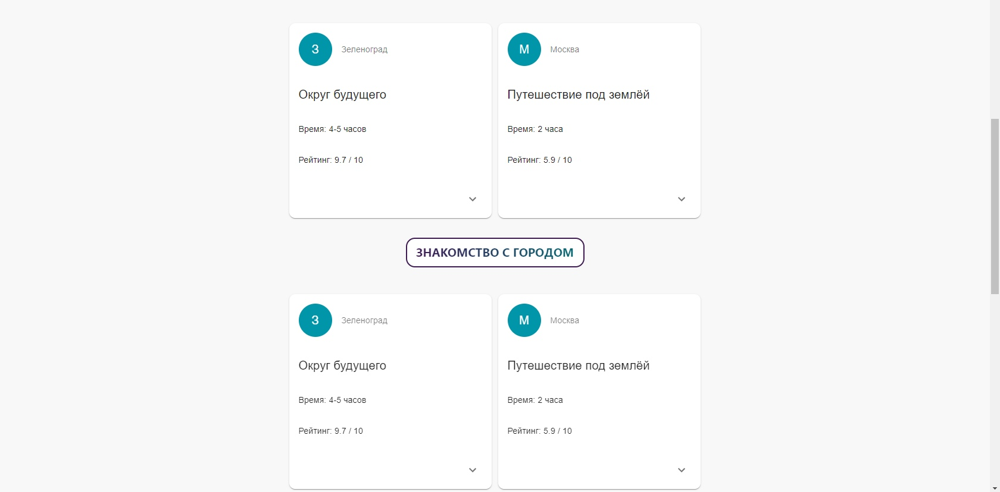 З
Зеленоград
Округ будущего
Время: 4-5 часов
Рейтинг: 9.7 / 10
М
Москва
Путешествие под землёй
Время: 2 часа
Рейтинг: 5.9 / 10
ЗНАКОМСТВО С ГОРОДОМ
З
Зеленоград
Округ будущего
Время: 4-5 часов
Рейтинг: 9.7 / 10
М
Москва
Путешествие под землёй
Время: 2 часа
Рейтинг: 5.9 / 10